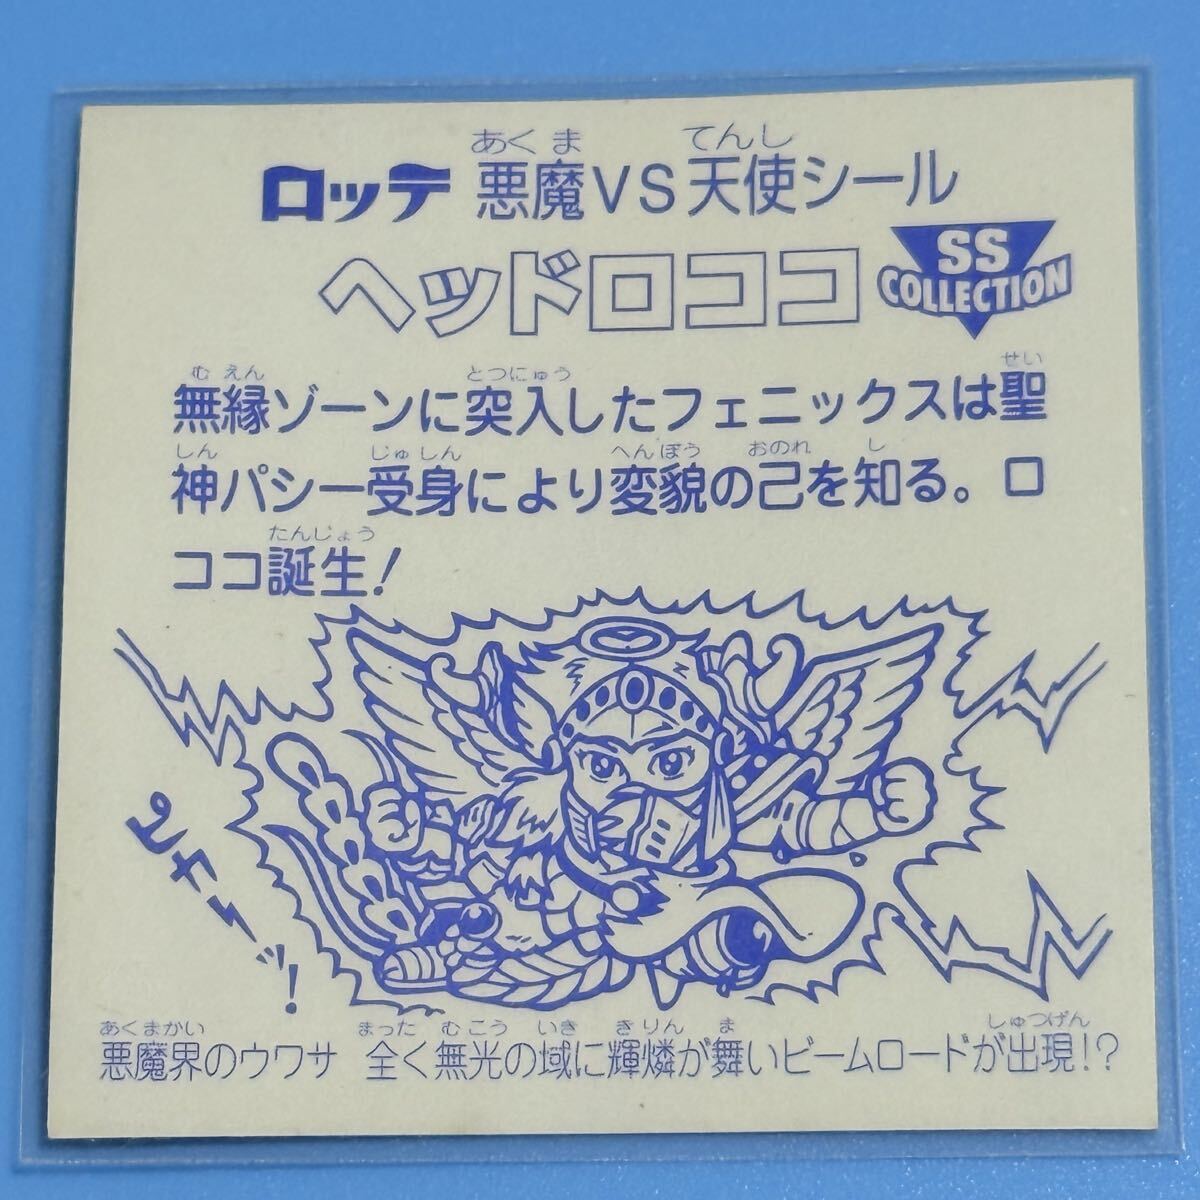 あくま てんし
ロッテ 悪魔VS天使シール
ヘッドロココ SS COLLECTION
むえん とつにゅう せい
無縁ゾーンに突入したフェニックスは聖
しん じゅしん へんぼう おのれ し
神パシー受身により変貌の己を知る。ロ
たんじょう
ココ誕生!
ピカーッ!
あくまかい まった むこう いき きりん ま しゅつげん
悪魔界のウワサ 全く無光の域に輝燐が舞いビームロードが出現!?